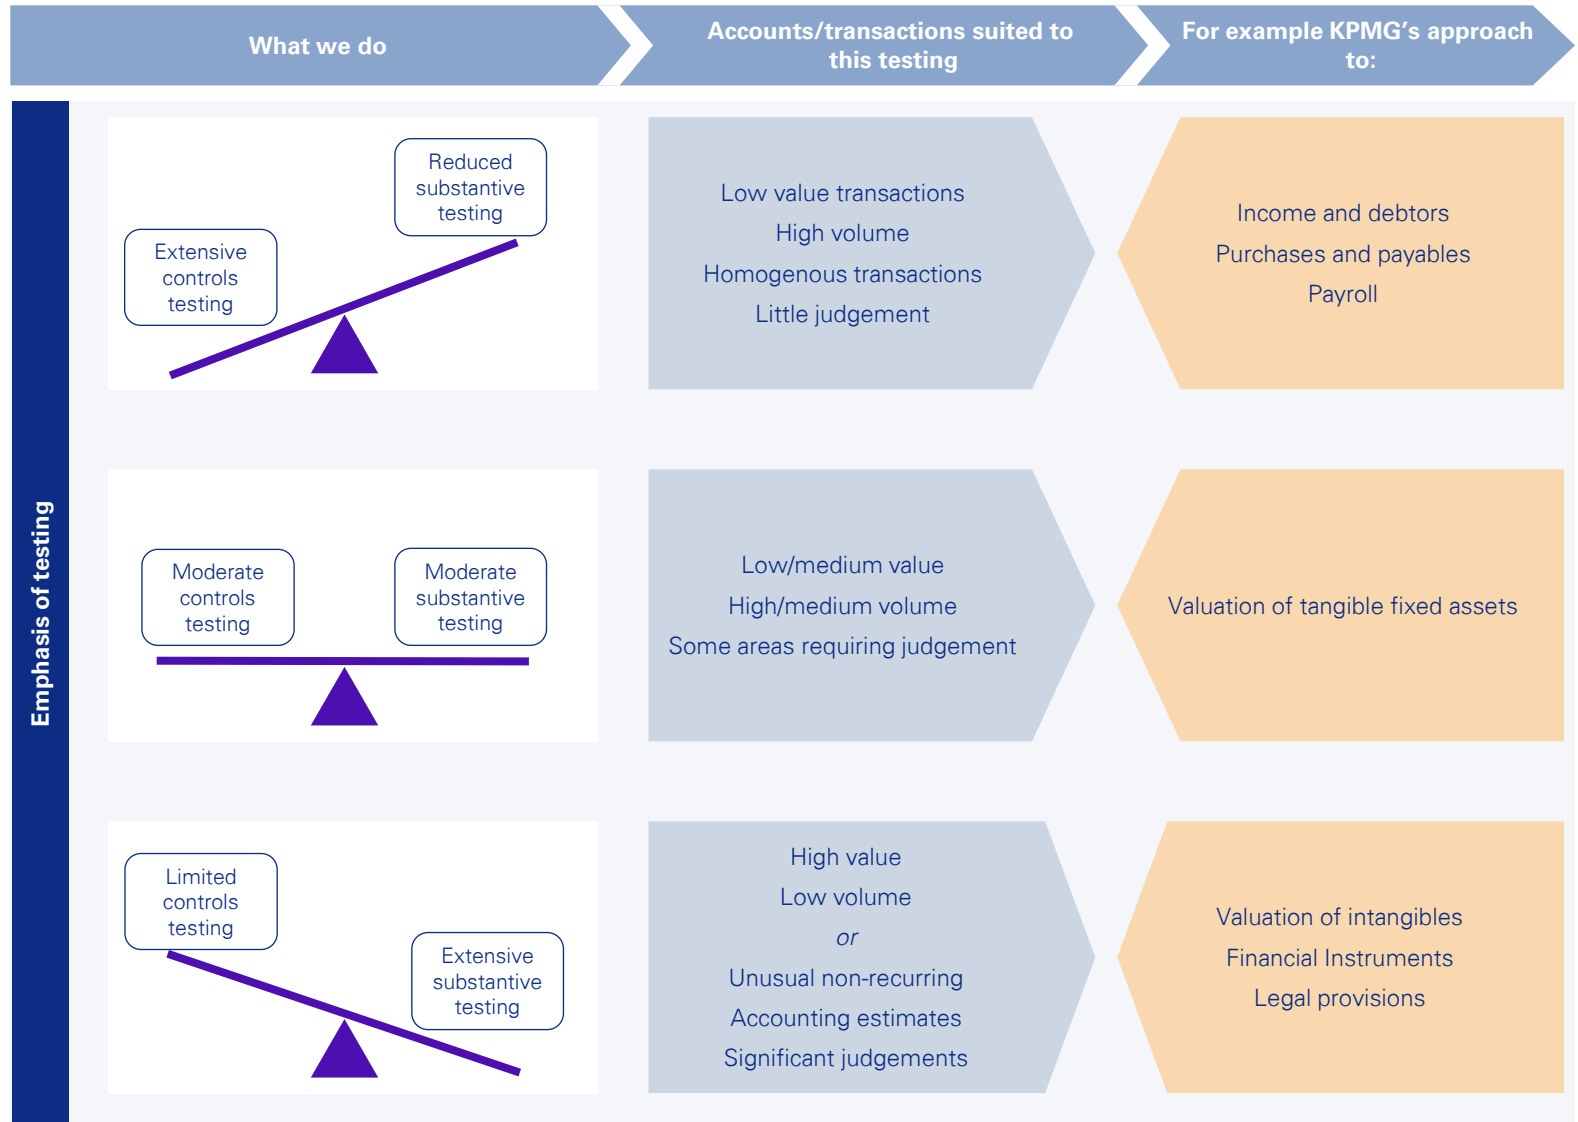 What we do
Accounts/transactions suited to
this testing
For example KPMG's approach
to:
Emphasis of testing
Extensive
controls
testing
Reduced
substantive
testing
Low value transactions
High volume
Homogenous transactions
Little judgement
Income and debtors
Purchases and payables
Payroll
Moderate
controls
testing
Moderate
substantive
testing
Low/medium value
High/medium volume
Some areas requiring judgement
Valuation of tangible fixed assets
Limited
controls
testing
Extensive
substantive
testing
High value
Low volume
or
Unusual non-recurring
Accounting estimates
Significant judgements
Valuation of intangibles
Financial Instruments
Legal provisions